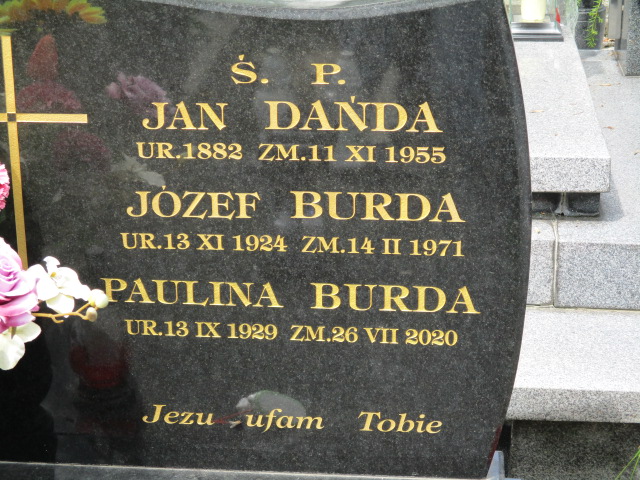 Ś. P.
JAN DAŃDA
UR.1882 ZM.11 XI 1955
JÓZEF BURDA
UR.13 XI 1924 ZM.14 II 1971
PAULINA BURDA
UR.13 IX 1929 ZM.26 VII 2020
Jezu ufam Tobie